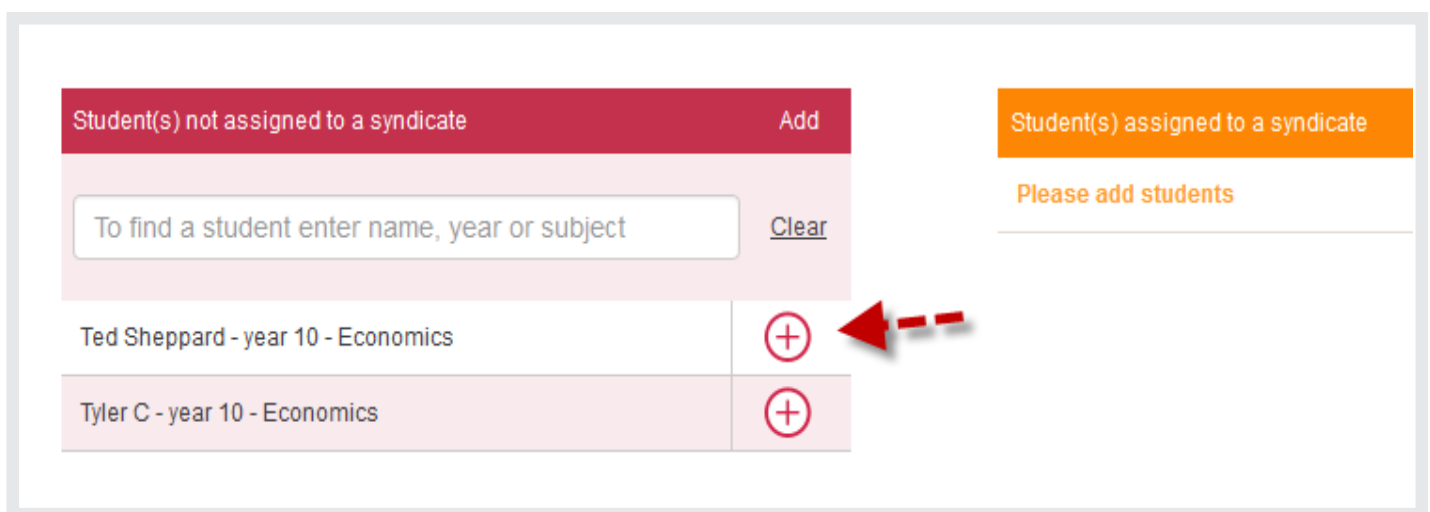 Student(s) not assigned to a syndicate Add
To find a student enter name, year or subject Clear
Ted Sheppard - year 10 - Economics
Tyler C - year 10 - Economics
Student(s) assigned to a syndicate
Please add students